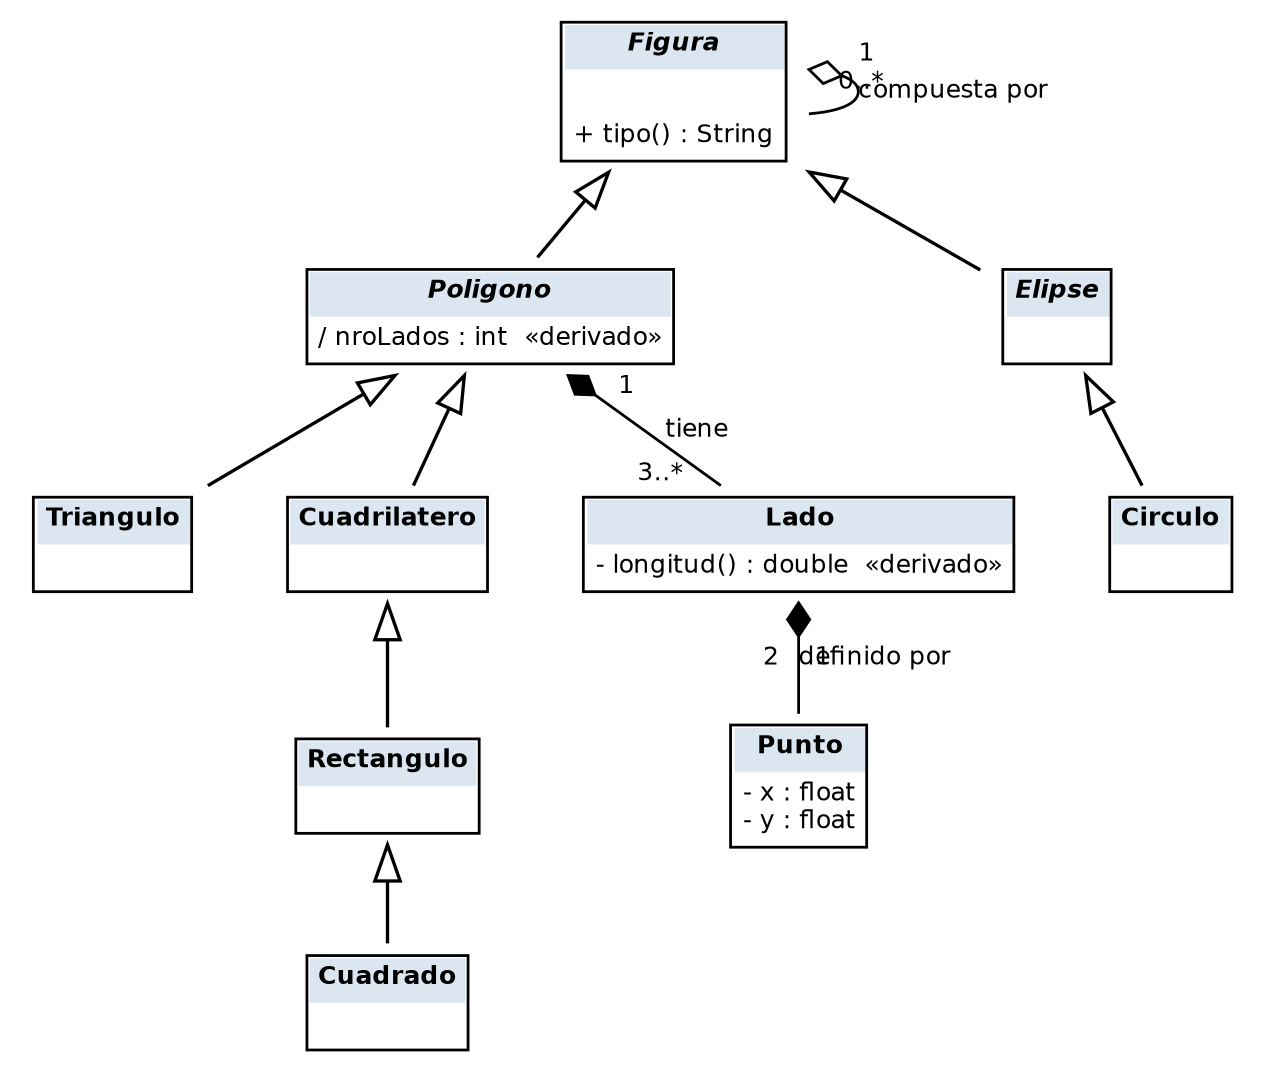 Figura
+ tipo() : String
1
0..*
compuesta por
Poligono
/ nroLados : int «derivado»
Elipse
1
tiene
3..*
Triangulo
Cuadrilatero
Lado
- longitud() : double «derivado»
Circulo
2
definido por
1
Rectangulo
Punto
- x : float
- y : float
Cuadrado